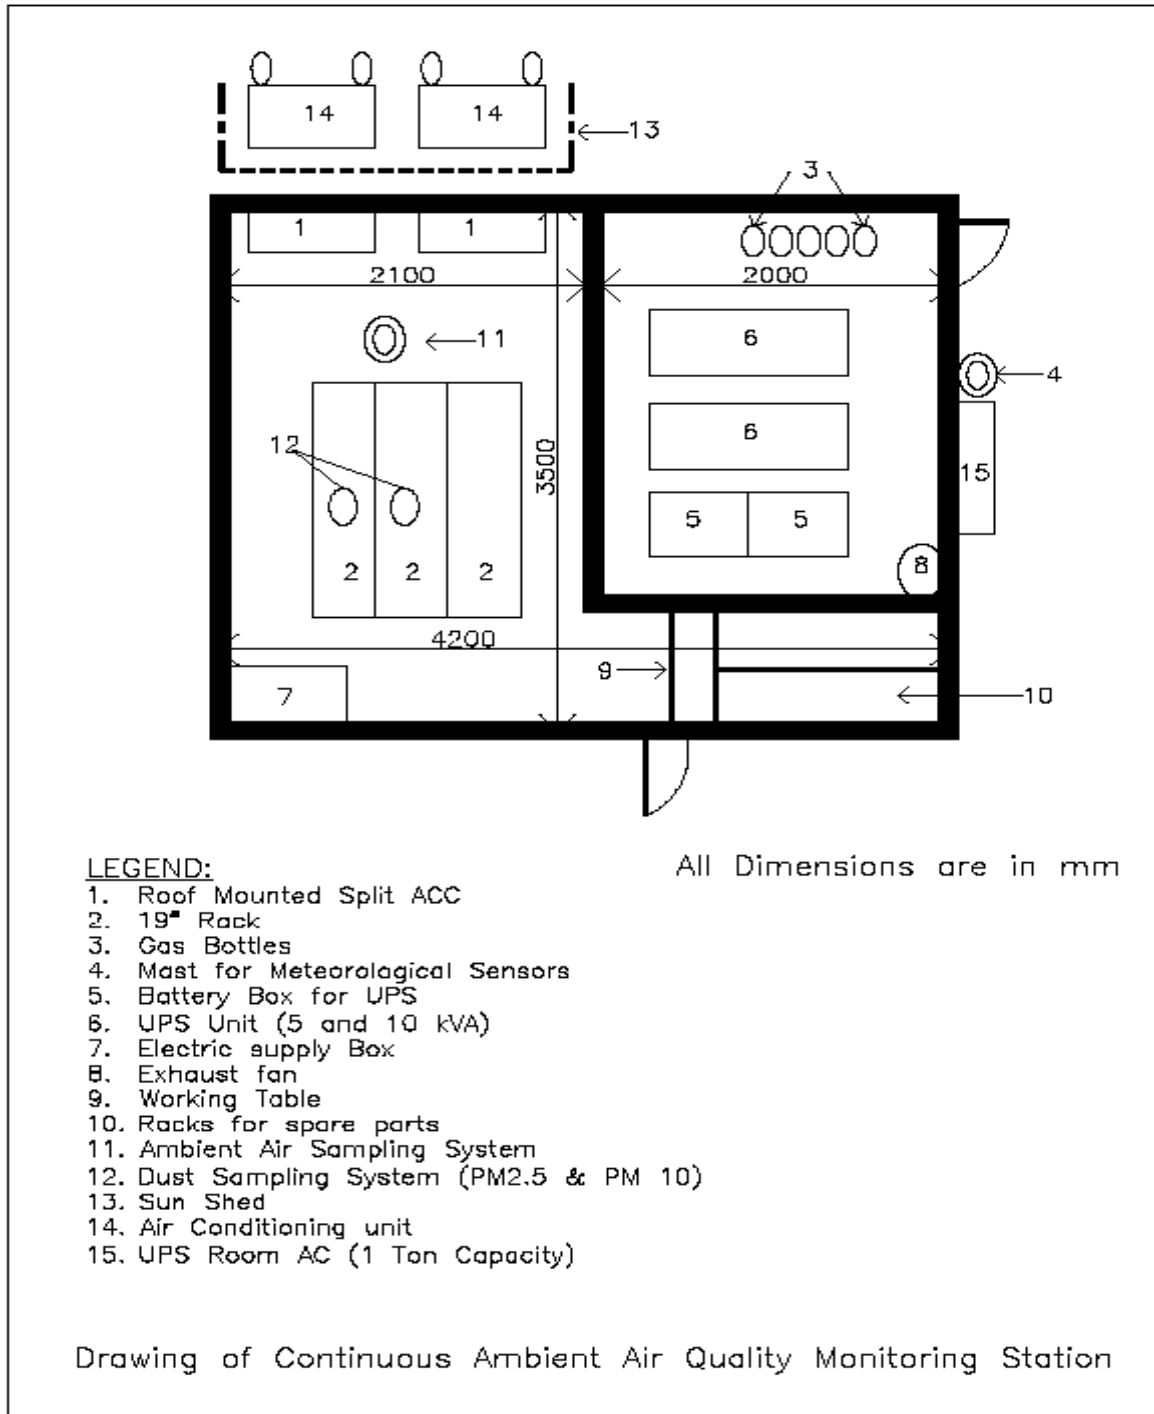 14 14
13
3
1 1
2100 2000
6
11
4
12
3500
6
15
5 5
8
2 2 2
4200
9
7
10
LEGEND:
All Dimensions are in mm
1. Roof Mounted Split ACC
2. 19" Rack
3. Gas Bottles
4. Mast for Meteorological Sensors
5. Battery Box for UPS
6. UPS Unit (5 and 10 kVA)
7. Electric supply Box
8. Exhaust fan
9. Working Table
10. Racks for spare parts
11. Ambient Air Sampling System
12. Dust Sampling System (PM2.5 & PM 10)
13. Sun Shed
14. Air Conditioning unit
15. UPS Room AC (1 Ton Capacity)
Drawing of Continuous Ambient Air Quality Monitoring Station